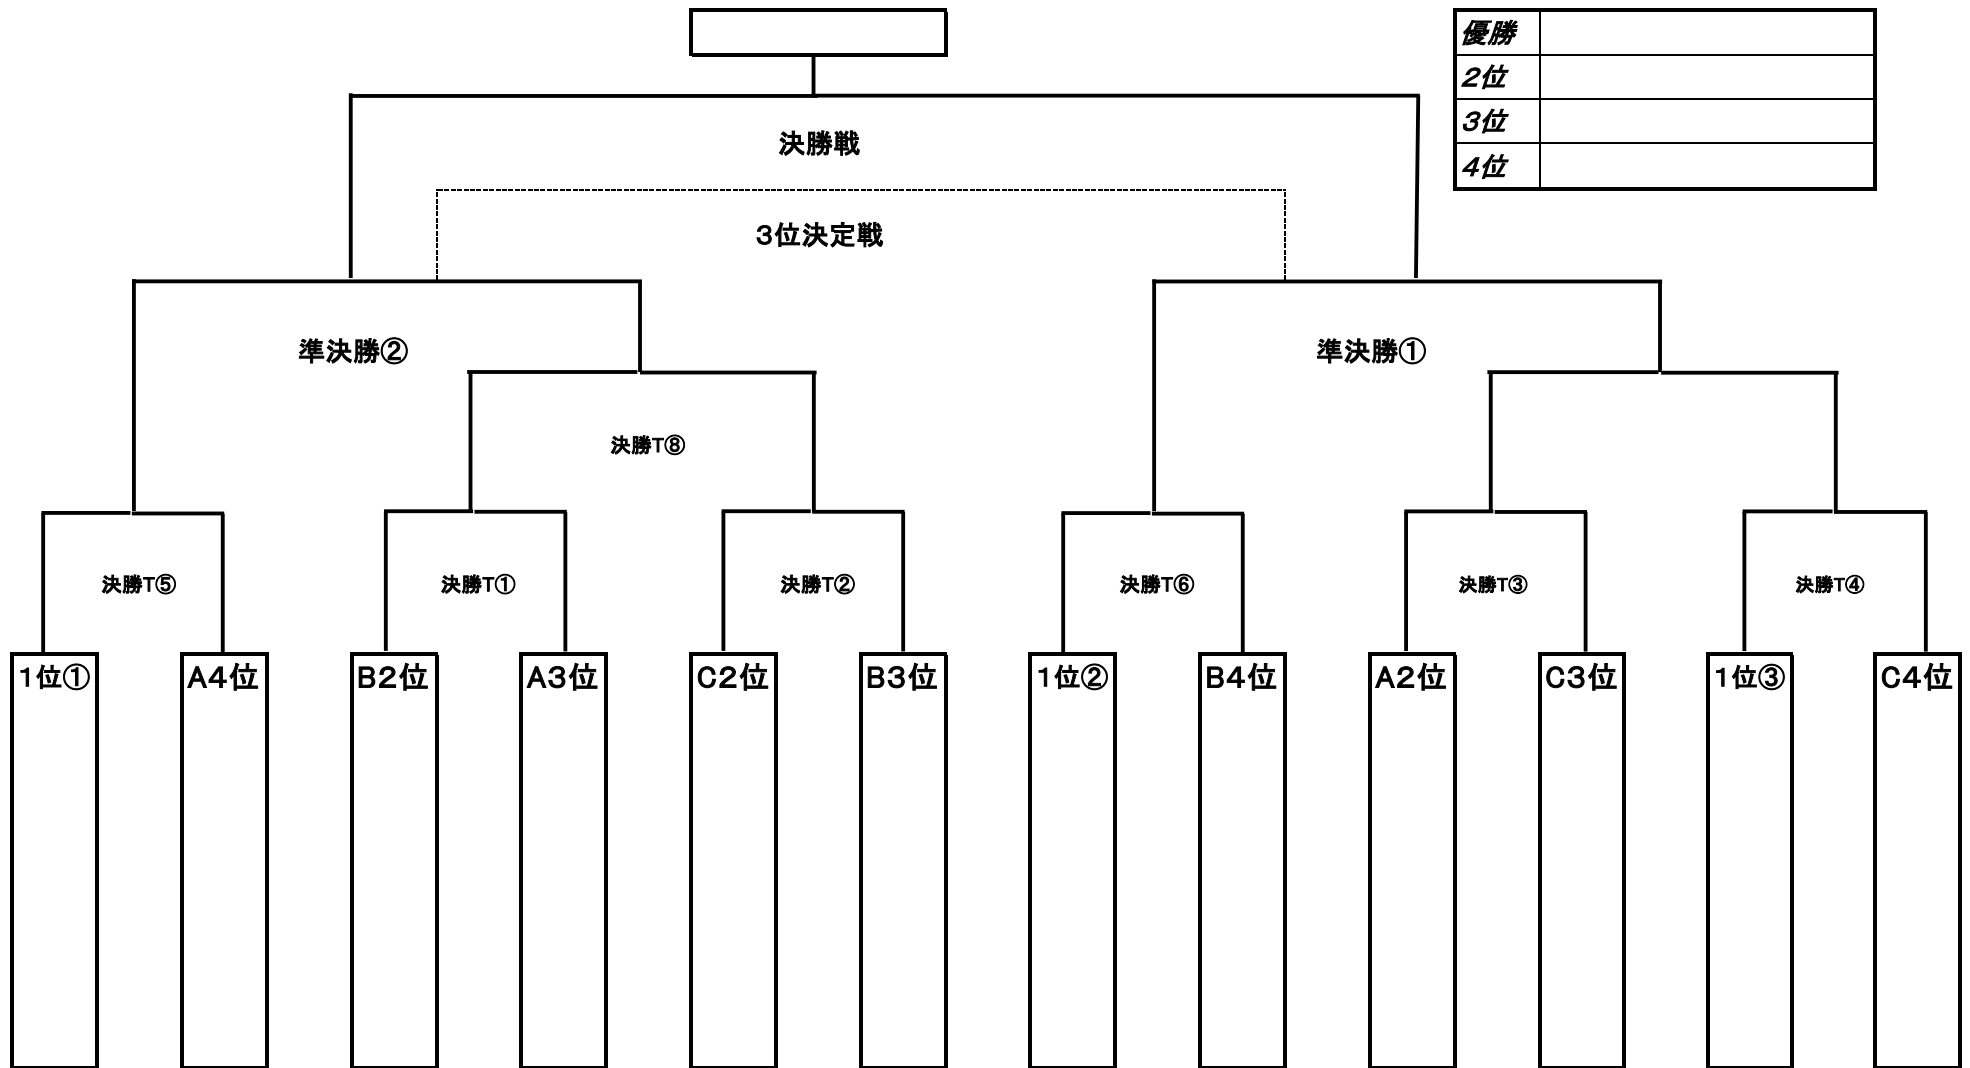 優勝
2位
3位
4位
決勝戦
3位決定戦
準決勝②
準決勝①
決勝T⑧
決勝T⑤
決勝T①
決勝T②
決勝T⑥
決勝T③
決勝T④
1位①
A4位
B2位
A3位
C2位
B3位
1位②
B4位
A2位
C3位
1位③
C4位